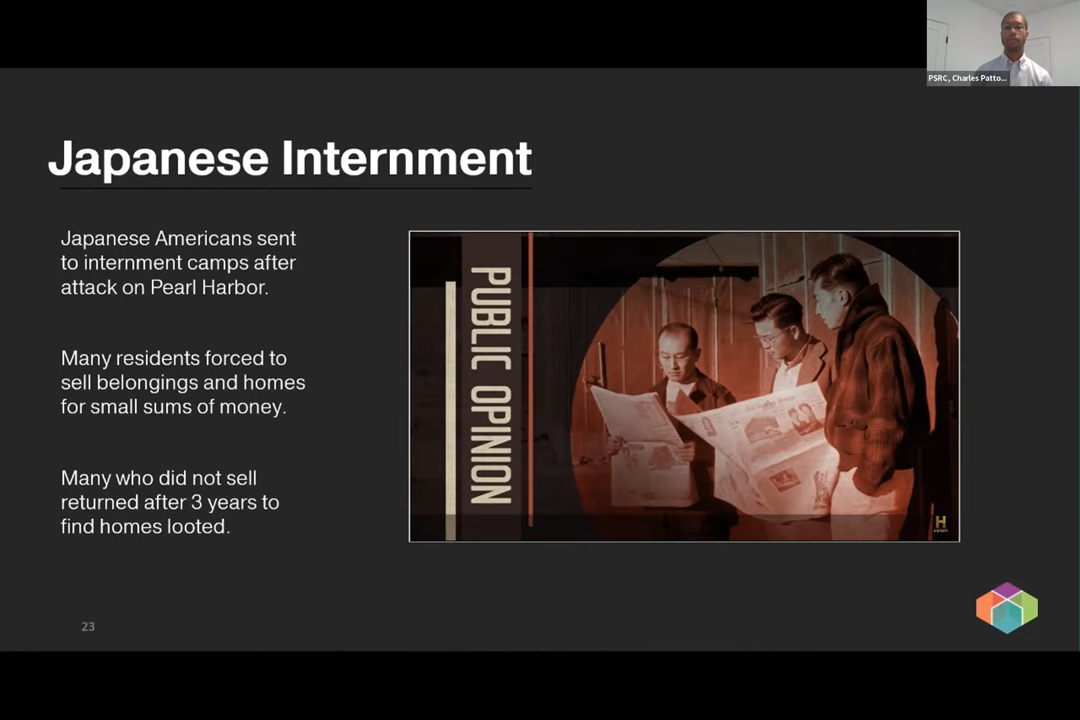 PSRC, Charles Patto...
Japanese Internment
Japanese Americans sent
to internment camps after
attack on Pearl Harbor.
Many residents forced to
sell belongings and homes
for small sums of money.
Many who did not sell
returned after 3 years to
find homes looted.
PUBLIC OPINION
H
23